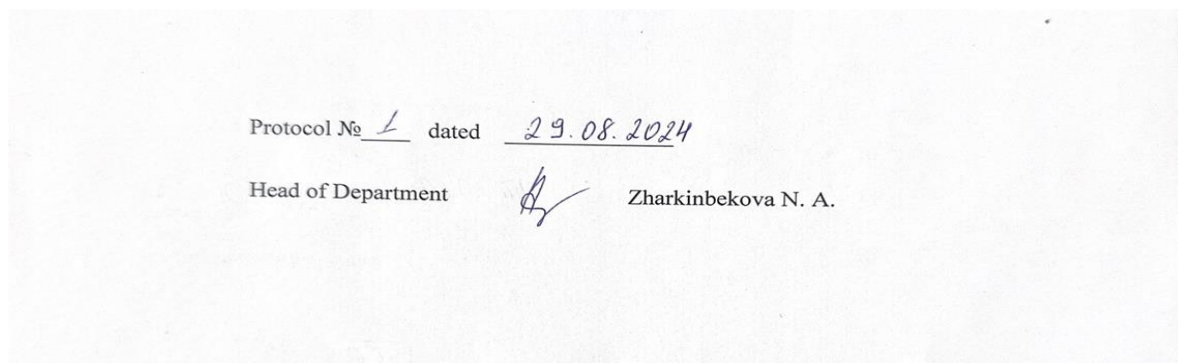 Protocol № 1 dated 29.08.2024
Head of Department Zharkinbekova N. A.